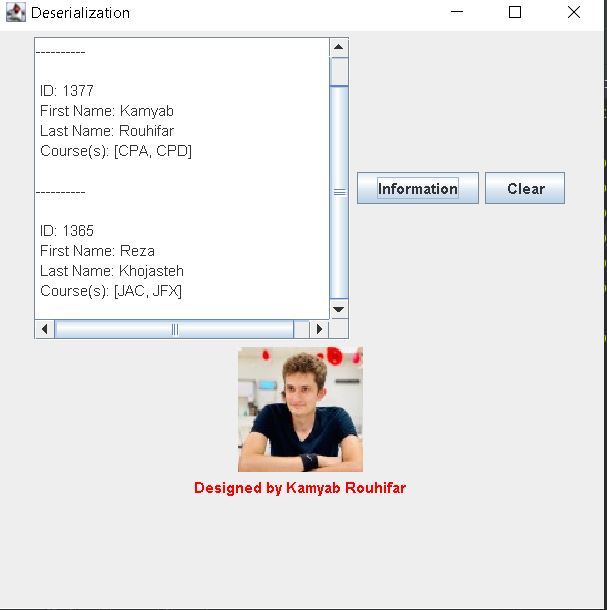 Deserialization
----------
ID: 1377
First Name: Kamyab
Last Name: Rouhifar
Course(s): [CPA, CPD]
----------
ID: 1365
First Name: Reza
Last Name: Khojasteh
Course(s): [JAC, JFX]
Information
Clear
Designed by Kamyab Rouhifar